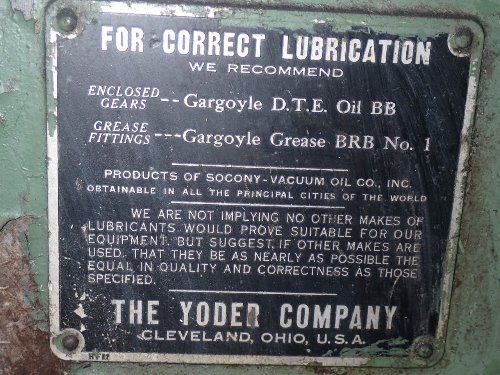 FOR CORRECT LUBRICATION
WE RECOMMEND
ENCLOSED GEARS --- Gargoyle D.T.E. Oil BB
GREASE FITTINGS ---- Gargoyle Grease BRB No. 1
PRODUCTS OF SOCONY-VACUUM OIL CO., INC.
OBTAINABLE IN ALL THE PRINCIPAL CITIES OF THE WORLD
WE ARE NOT IMPLYING NO OTHER MAKES OF
LUBRICANTS WOULD PROVE SUITABLE FOR OUR
EQUIPMENT, BUT SUGGEST, IF OTHER MAKES ARE
USED, THAT THEY BE AS NEARLY AS POSSIBLE THE
EQUAL IN QUALITY AND CORRECTNESS AS THOSE
SPECIFIED.
THE YODER COMPANY
CLEVELAND, OHIO, U.S.A.